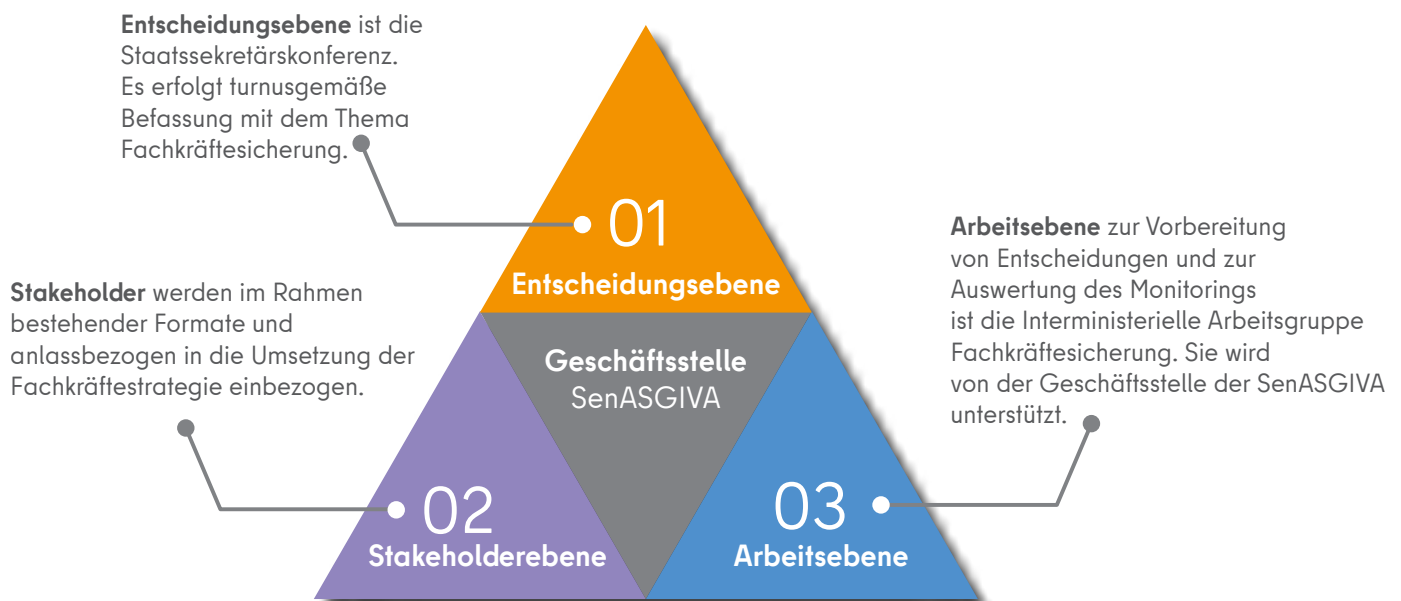 Entscheidungsebene ist die
Staatssekretärskonferenz.
Es erfolgt turnusgemäße
Befassung mit dem Thema
Fachkräftesicherung.
01
Entscheidungsebene
Stakeholder werden im Rahmen
bestehender Formate und
anlassbezogen in die Umsetzung der
Fachkräftestrategie einbezogen.
Geschäftsstelle
SenASGIVA
Arbeitsebene zur Vorbereitung
von Entscheidungen und zur
Auswertung des Monitorings
ist die Interministerielle Arbeitsgruppe
Fachkräftesicherung. Sie wird
von der Geschäftsstelle der SenASGIVA
unterstützt.
02
Stakeholderebene
03
Arbeitsebene